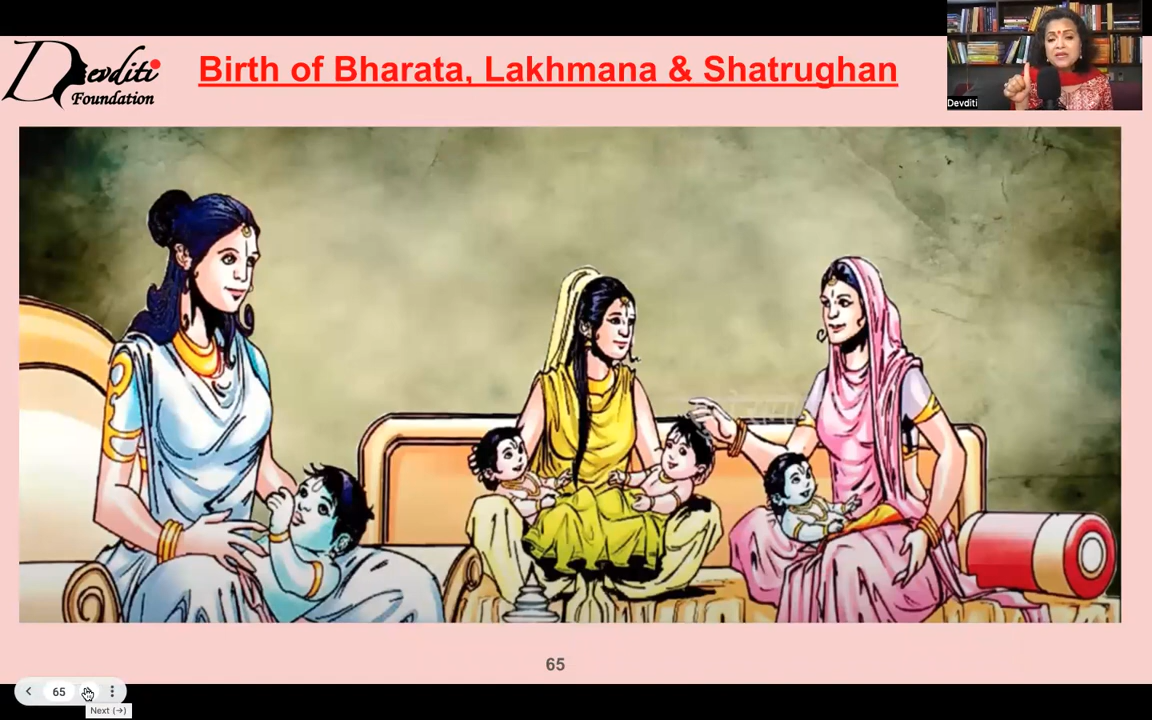 Devditi
Foundation
Birth of Bharata, Lakhmana & Shatrughan
Devditi
65
65
Next (→)